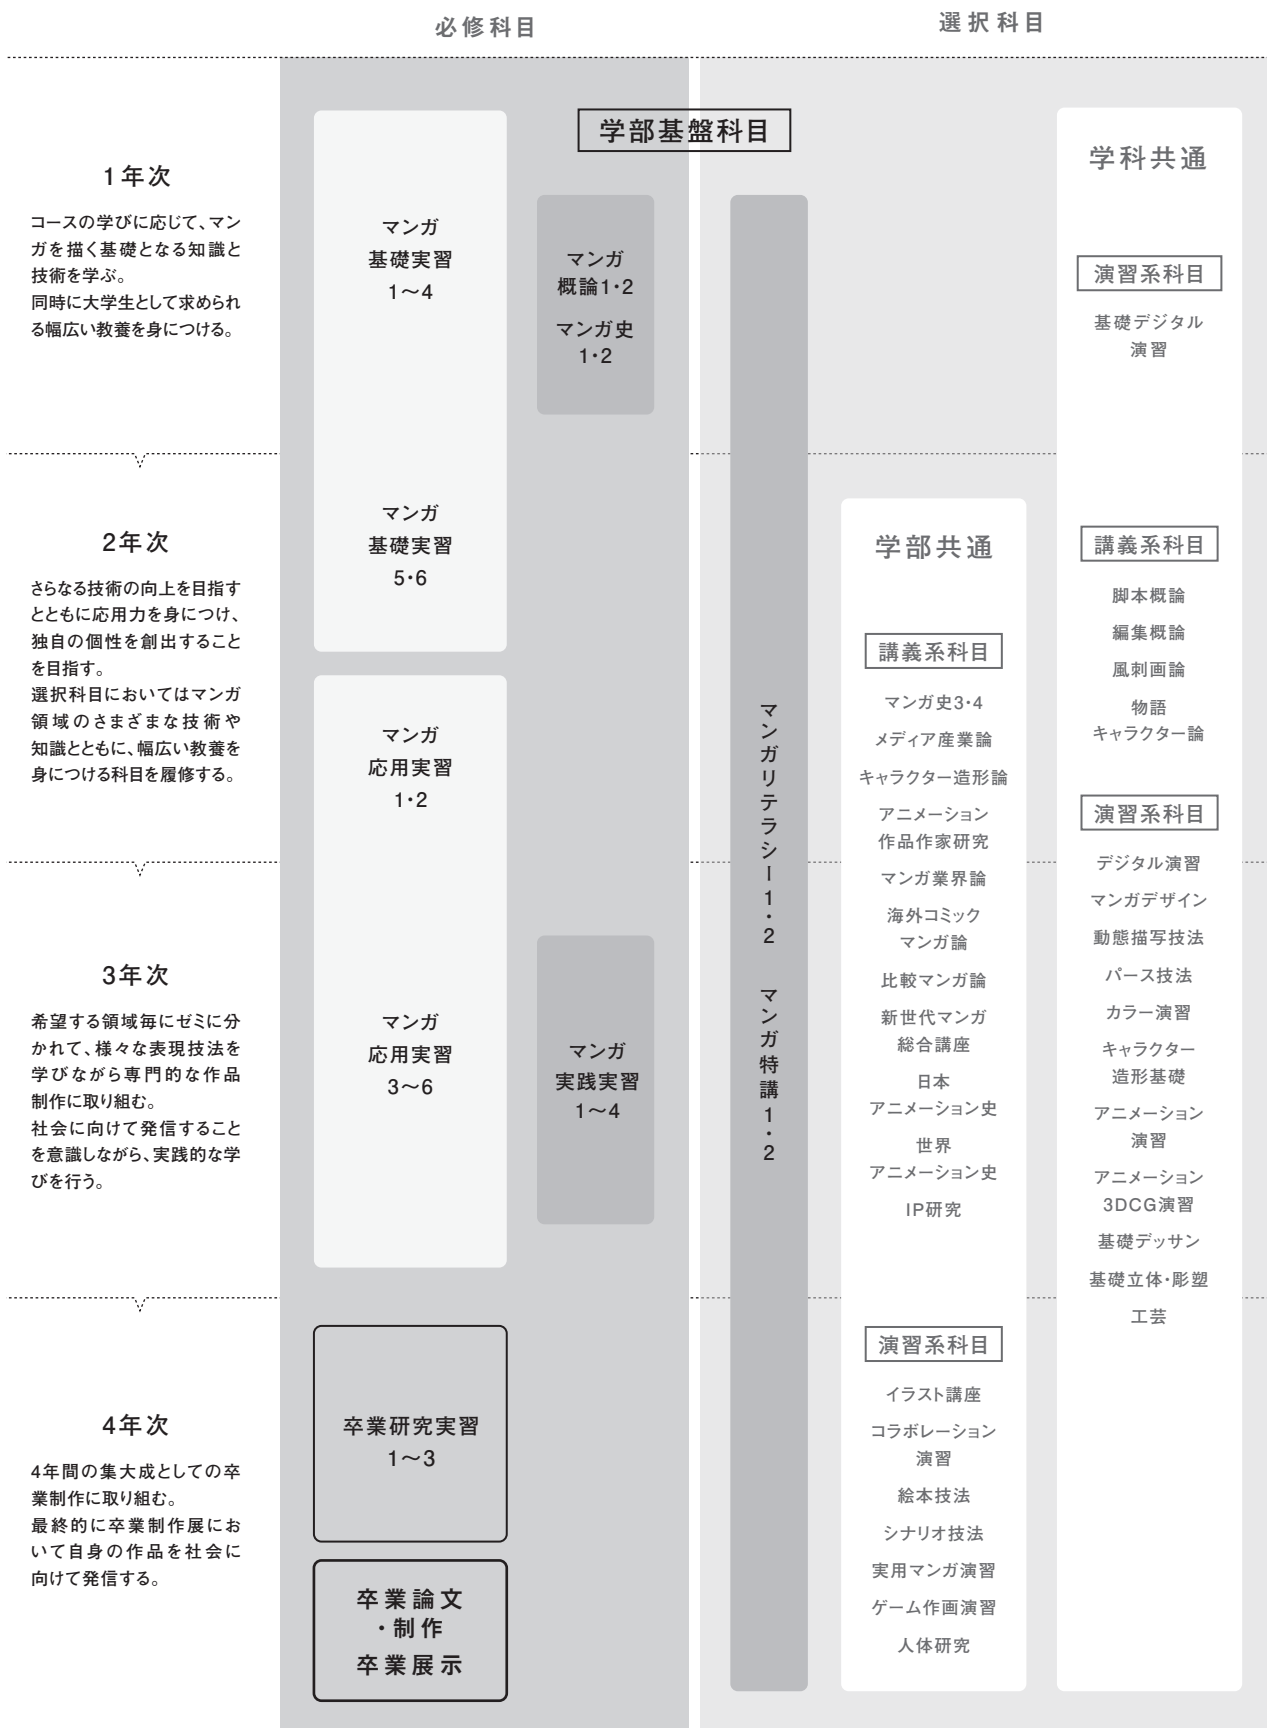 必修科目
選択科目
学部基盤科目
1年次
コースの学びに応じて、マン
ガを描く基礎となる知識と
技術を学ぶ。
同時に大学生として求められ
る幅広い教養を身につける。
マンガ
基礎実習
1〜4
マンガ
概論1・2
マンガ史
1・2
学科共通
演習系科目
基礎デジタル
演習
2年次
さらなる技術の向上を目指す
とともに応用力を身につけ、
独自の個性を創出すること
を目指す。
選択科目においてはマンガ
領域のさまざまな技術や
知識とともに、幅広い教養を
身につける科目を履修する。
マンガ
基礎実習
5・6
マンガ
応用実習
1・2
3年次
希望する領域毎にゼミに分
かれて、様々な表現技法を
学びながら専門的な作品
制作に取り組む。
社会に向けて発信すること
を意識しながら、実践的な学
びを行う。
マンガ
応用実習
3〜6
マンガ
実践実習
1〜4
マンガリテラシー1・2 マンガ特講1・2
学部共通
講義系科目
マンガ史3・4
メディア産業論
キャラクター造形論
アニメーション
作品作家研究
マンガ業界論
海外コミック
マンガ論
比較マンガ論
新世代マンガ
総合講座
日本
アニメーション史
世界
アニメーション史
IP研究
演習系科目
イラスト講座
コラボレーション
演習
絵本技法
シナリオ技法
実用マンガ演習
ゲーム作画演習
人体研究
講義系科目
脚本概論
編集概論
風刺画論
物語
キャラクター論
演習系科目
デジタル演習
マンガデザイン
動態描写技法
パース技法
カラー演習
キャラクター
造形基礎
アニメーション
演習
アニメーション
3DCG演習
基礎デッサン
基礎立体・彫塑
工芸
4年次
4年間の集大成としての卒
業制作に取り組む。
最終的に卒業制作展にお
いて自身の作品を社会に
向けて発信する。
卒業研究実習
1〜3
卒業論文
・制作
卒業展示